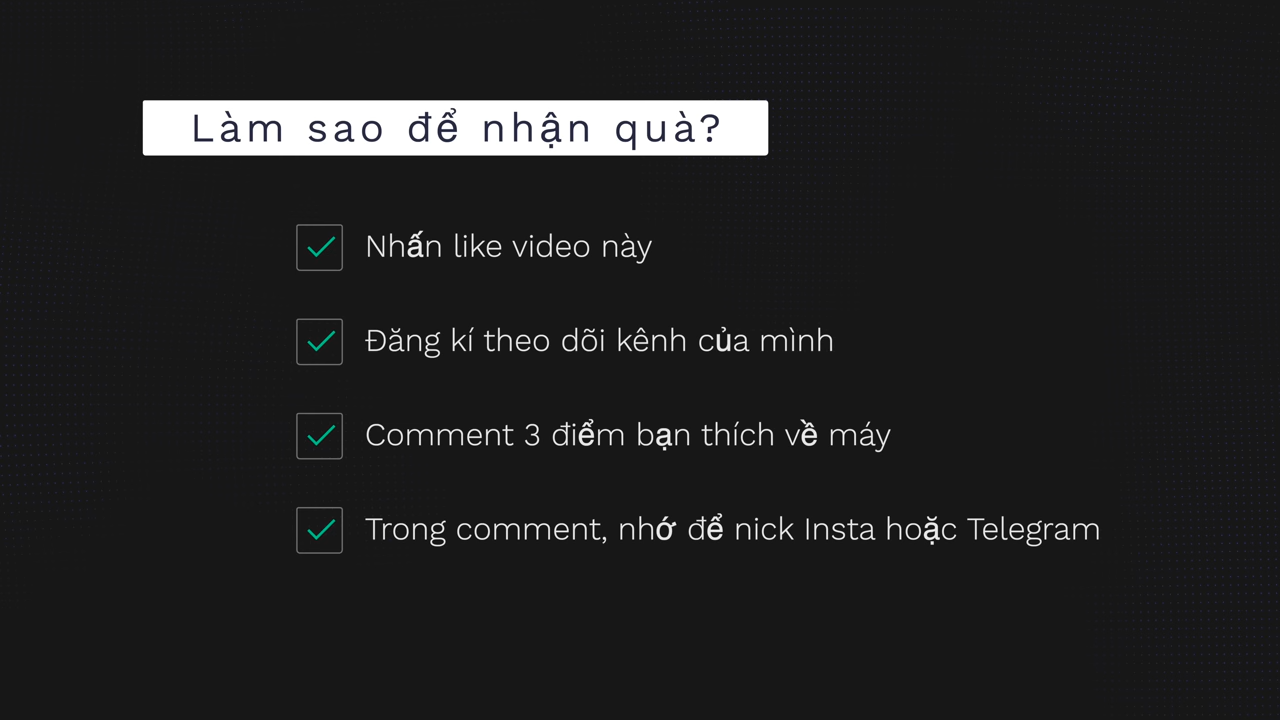 Làm sao để nhận quà?
Nhấn like video này
Đăng kí theo dõi kênh của mình
Comment 3 điểm bạn thích về máy
Trong comment, nhớ để nick Insta hoặc Telegram